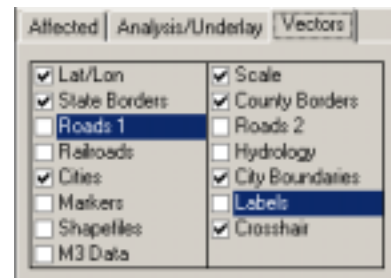 Affected Analysis/Underlay Vectors
Lat/Lon Scale
State Borders County Borders
Roads 1 Roads 2
Railroads Hydrology
Cities City Boundaries
Markers Labels
Shapefiles Crosshair
M3 Data